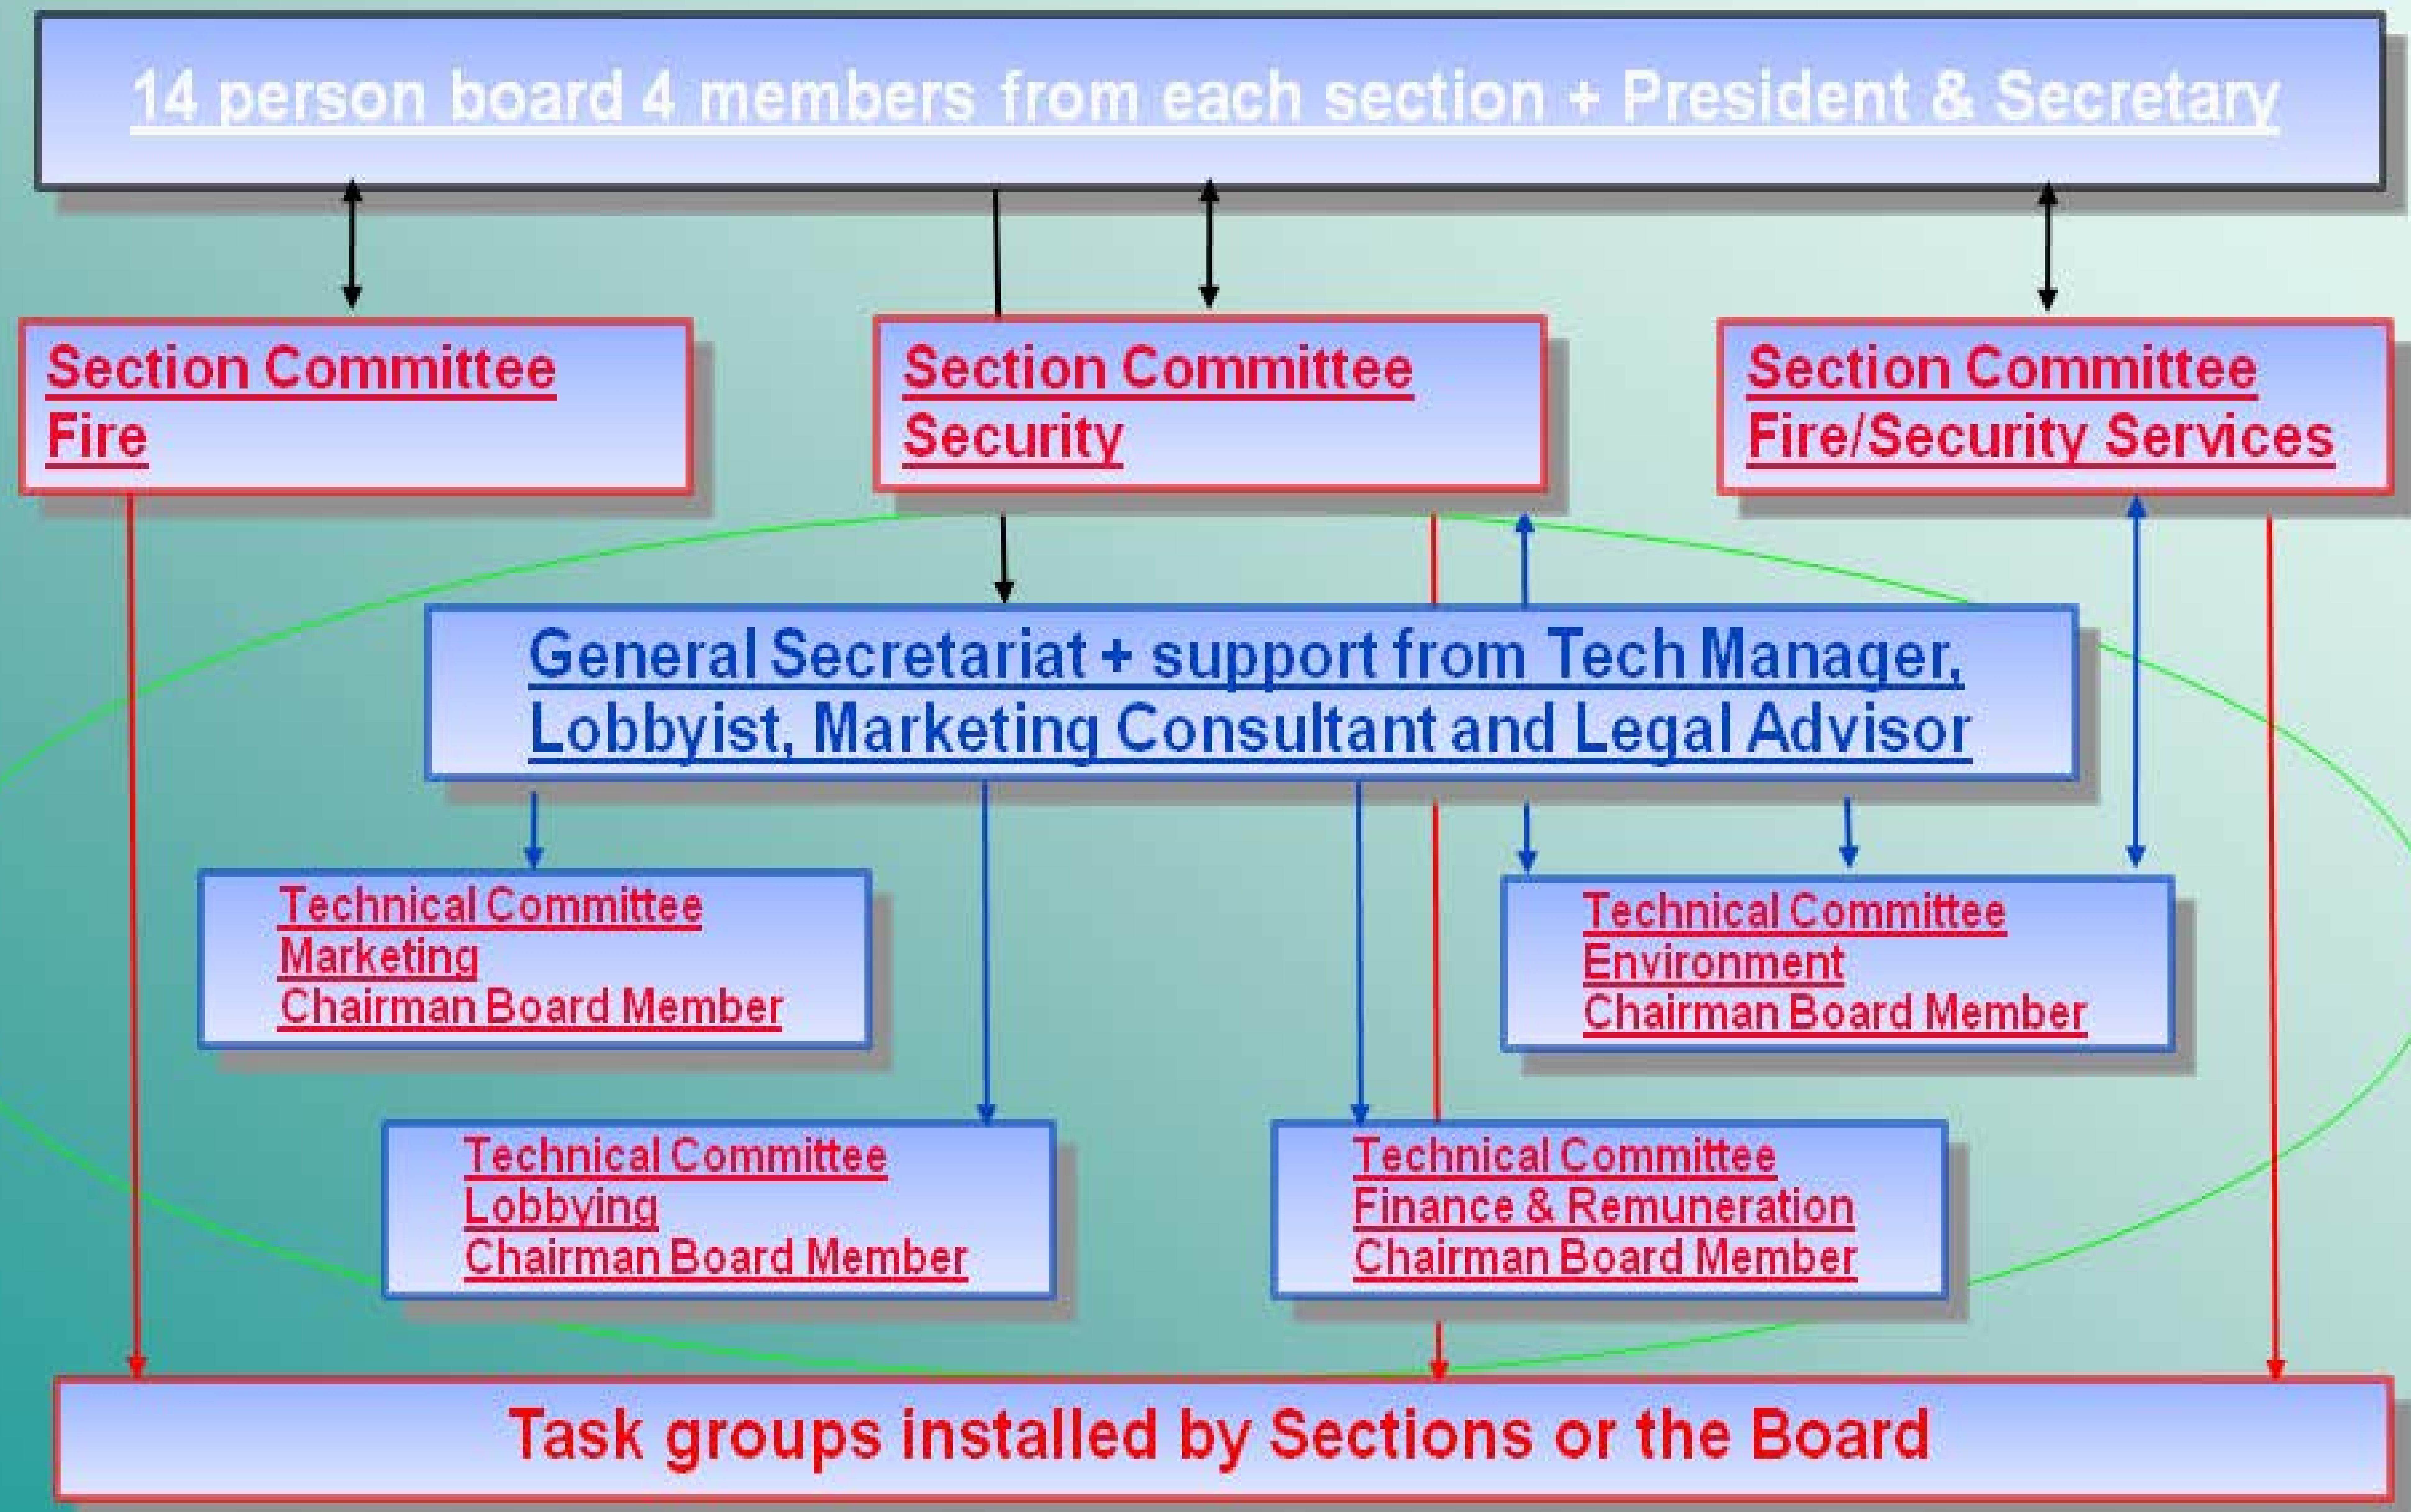 14 person board 4 members from each section + President & Secretary
Section Committee
Fire
Section Committee
Security
Section Committee
Fire/Security Services
General Secretariat + support from Tech Manager,
Lobbyist, Marketing Consultant and Legal Advisor
Technical Committee
Marketing
Chairman Board Member
Technical Committee
Environment
Chairman Board Member
Technical Committee
Lobbying
Chairman Board Member
Technical Committee
Finance & Remuneration
Chairman Board Member
Task groups installed by Sections or the Board